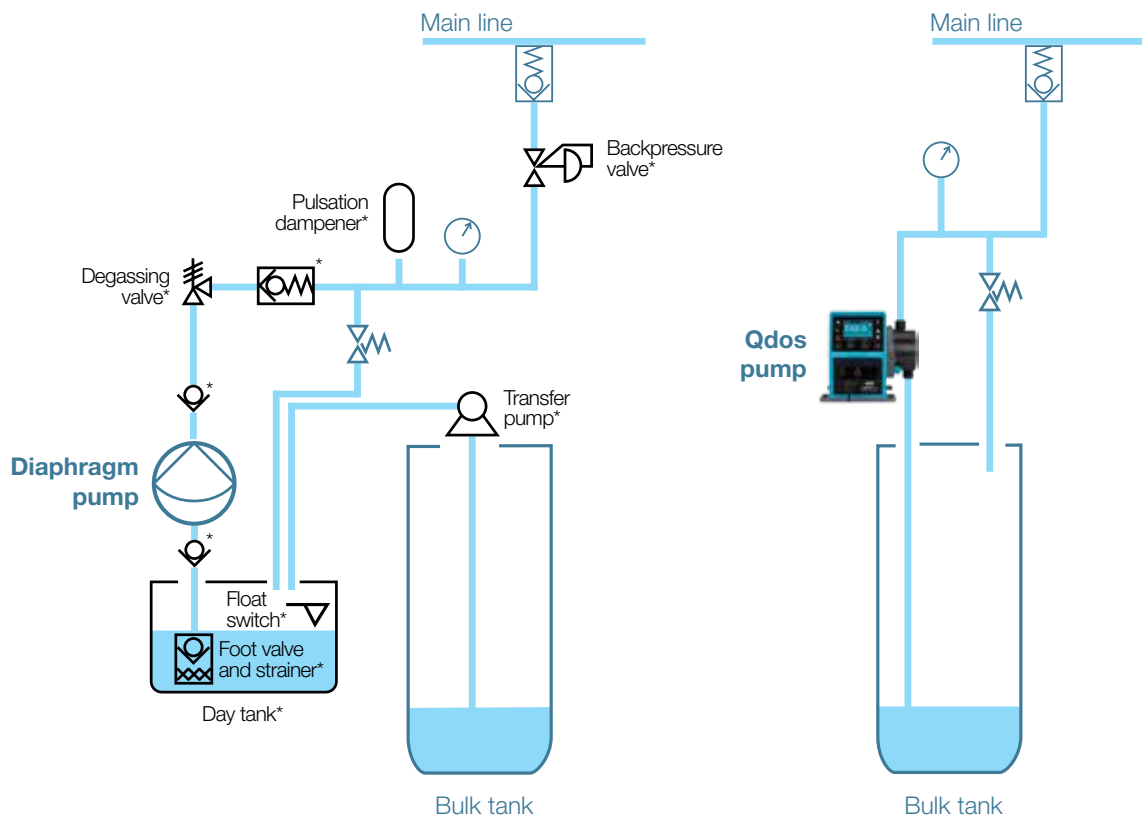 Main line
Backpressure
valve*
Pulsation
dampener*
Degassing
valve*
*
*
Diaphragm
pump
*
Transfer
pump*
Float
switch*
Foot valve
and strainer*
Day tank*
Bulk tank
Main line
Qdos
pump
Bulk tank